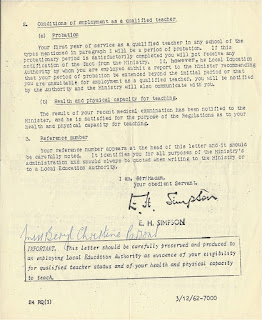 2. Conditions of employment as a qualified teacher.
(a) Probation
Your first year of service as a qualified teacher in any school of the
types mentioned in paragraph 1 will be a period of probation. If this
probationary period is satisfactorily completed you will not receive any
notification of the fact from the Ministry. If, however, the Local Education
Authority by whom you are employed submit a report to the Minister recommending
that your period of probation be extended beyond the initial period or that
you are unsuitable for employment as a qualified teacher, you will be notified
by the Authority and the Ministry will also communicate with you.
(b) Health and physical capacity for teaching.
The result of your recent medical examination has been notified to the
Minister, and he is satisfied for the purpose of the Regulations as to your
health and physical capacity for teaching.
3. Reference number
Your reference number appears at the head of this letter and it should
be carefully noted. It identifies you for all purposes of the Ministry's
administration and should always be quoted when writing to the Ministry or
to a Local Education Authority.
I am, Sir/Madam,
Your obedient Servant,
E. H. Simpson
E. H. SIMPSON
Miss Beryl Christine
IMPORTANT. This letter should be carefully preserved and produced to
an employing Local Education Authority as evidence of your eligibility
for qualified teacher status and of your health and physical capacity
to teach.
84 RQ(1)
3/12/62-7000